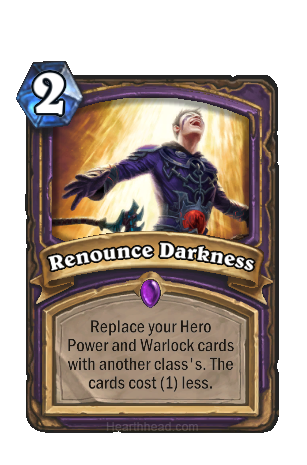 2
Renounce Darkness
Replace your Hero
Power and Warlock cards
with another class's. The
cards cost (1) less.
Hearthhead.com